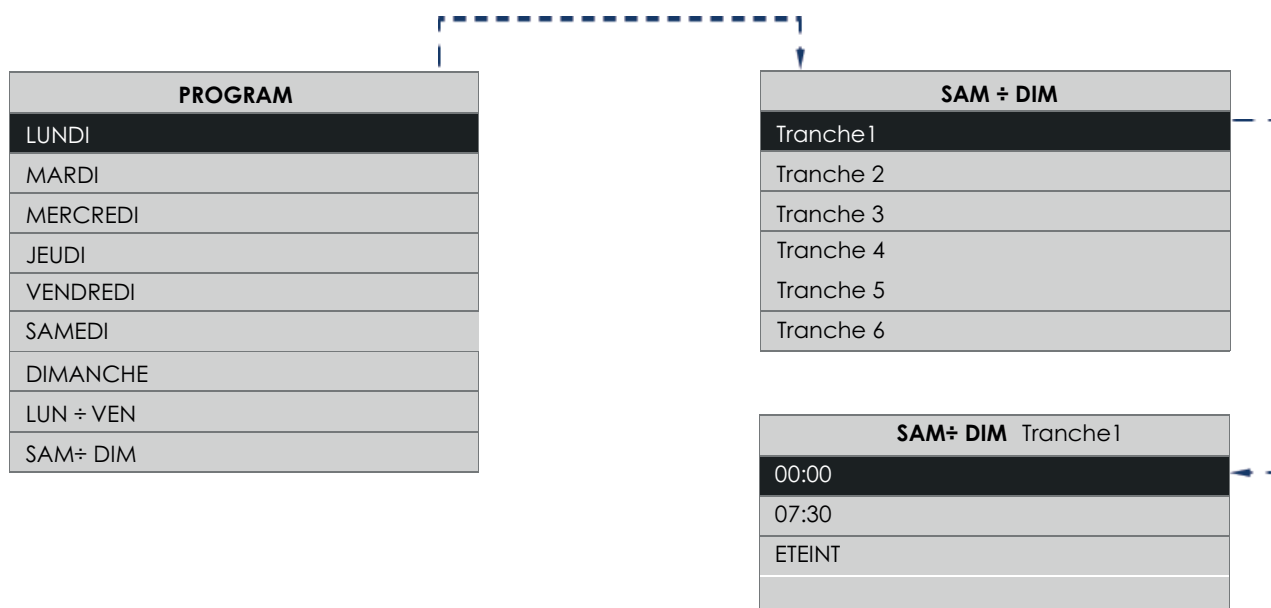 PROGRAM
LUNDI
MARDI
MERCREDI
JEUDI
VENDREDI
SAMEDI
DIMANCHE
LUN ÷ VEN
SAM÷ DIM
SAM ÷ DIM
Tranche1
Tranche 2
Tranche 3
Tranche 4
Tranche 5
Tranche 6
SAM÷ DIM Tranche1
00:00
07:30
ETEINT